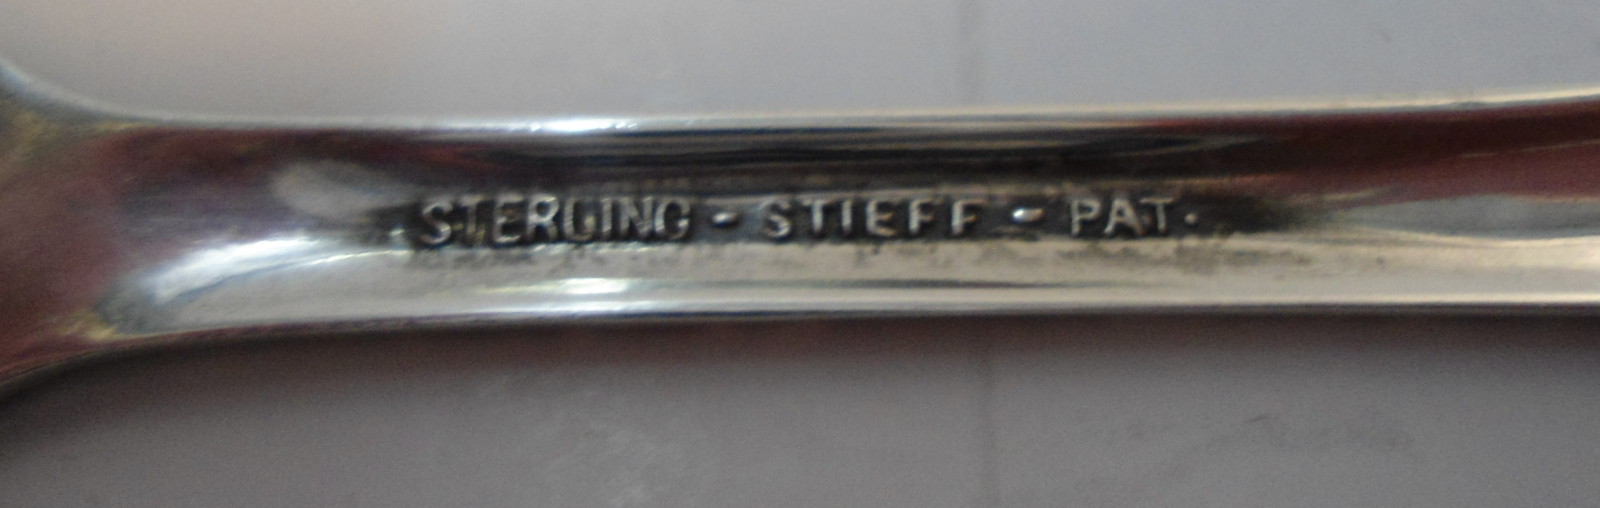 STERLING - STIEFF - PAT.